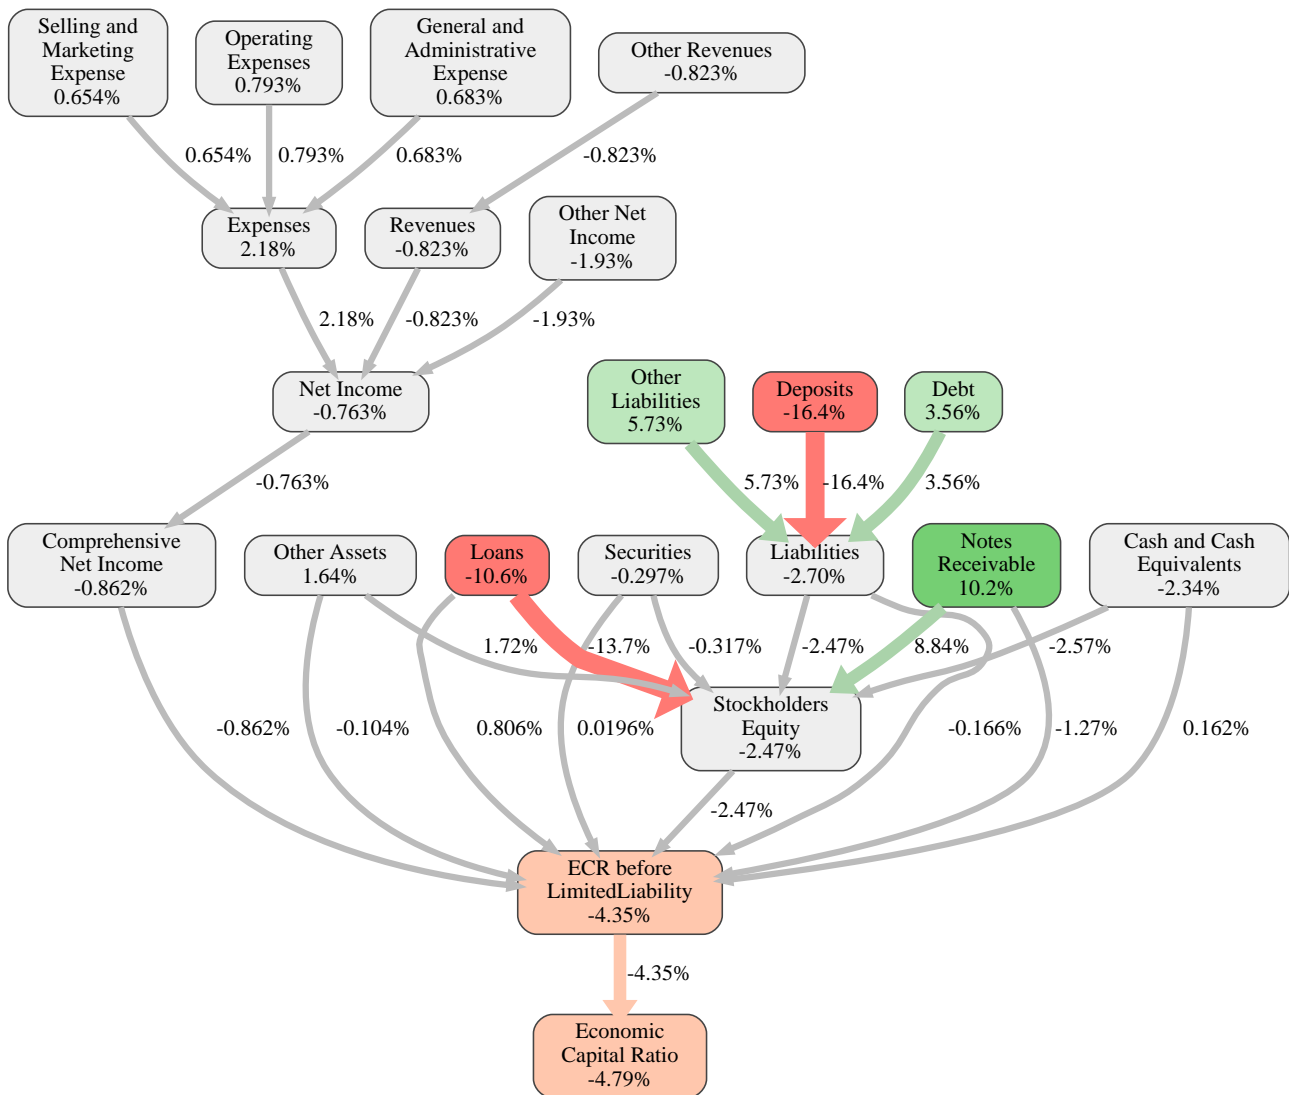 Selling and
Marketing
Expense
0.654%
Operating
Expenses
0.793%
General and
Administrative
Expense
0.683%
Other Revenues
-0.823%
0.654%
0.793%
0.683%
-0.823%
Expenses
2.18%
Revenues
-0.823%
Other Net
Income
-1.93%
2.18%
-0.823%
-1.93%
Net Income
-0.763%
Other
Liabilities
5.73%
Deposits
-16.4%
Debt
3.56%
-0.763%
5.73%
-16.4%
3.56%
Comprehensive
Net Income
-0.862%
Other Assets
1.64%
Loans
-10.6%
Securities
-0.297%
Liabilities
-2.70%
Notes
Receivable
10.2%
Cash and Cash
Equivalents
-2.34%
1.72%
-13.7%
-0.317%
-2.47%
8.84%
-2.57%
Stockholders
Equity
-2.47%
-0.862%
-0.104%
0.806%
0.0196%
-0.166%
-1.27%
0.162%
-2.47%
ECR before
LimitedLiability
-4.35%
-4.35%
Economic
Capital Ratio
-4.79%